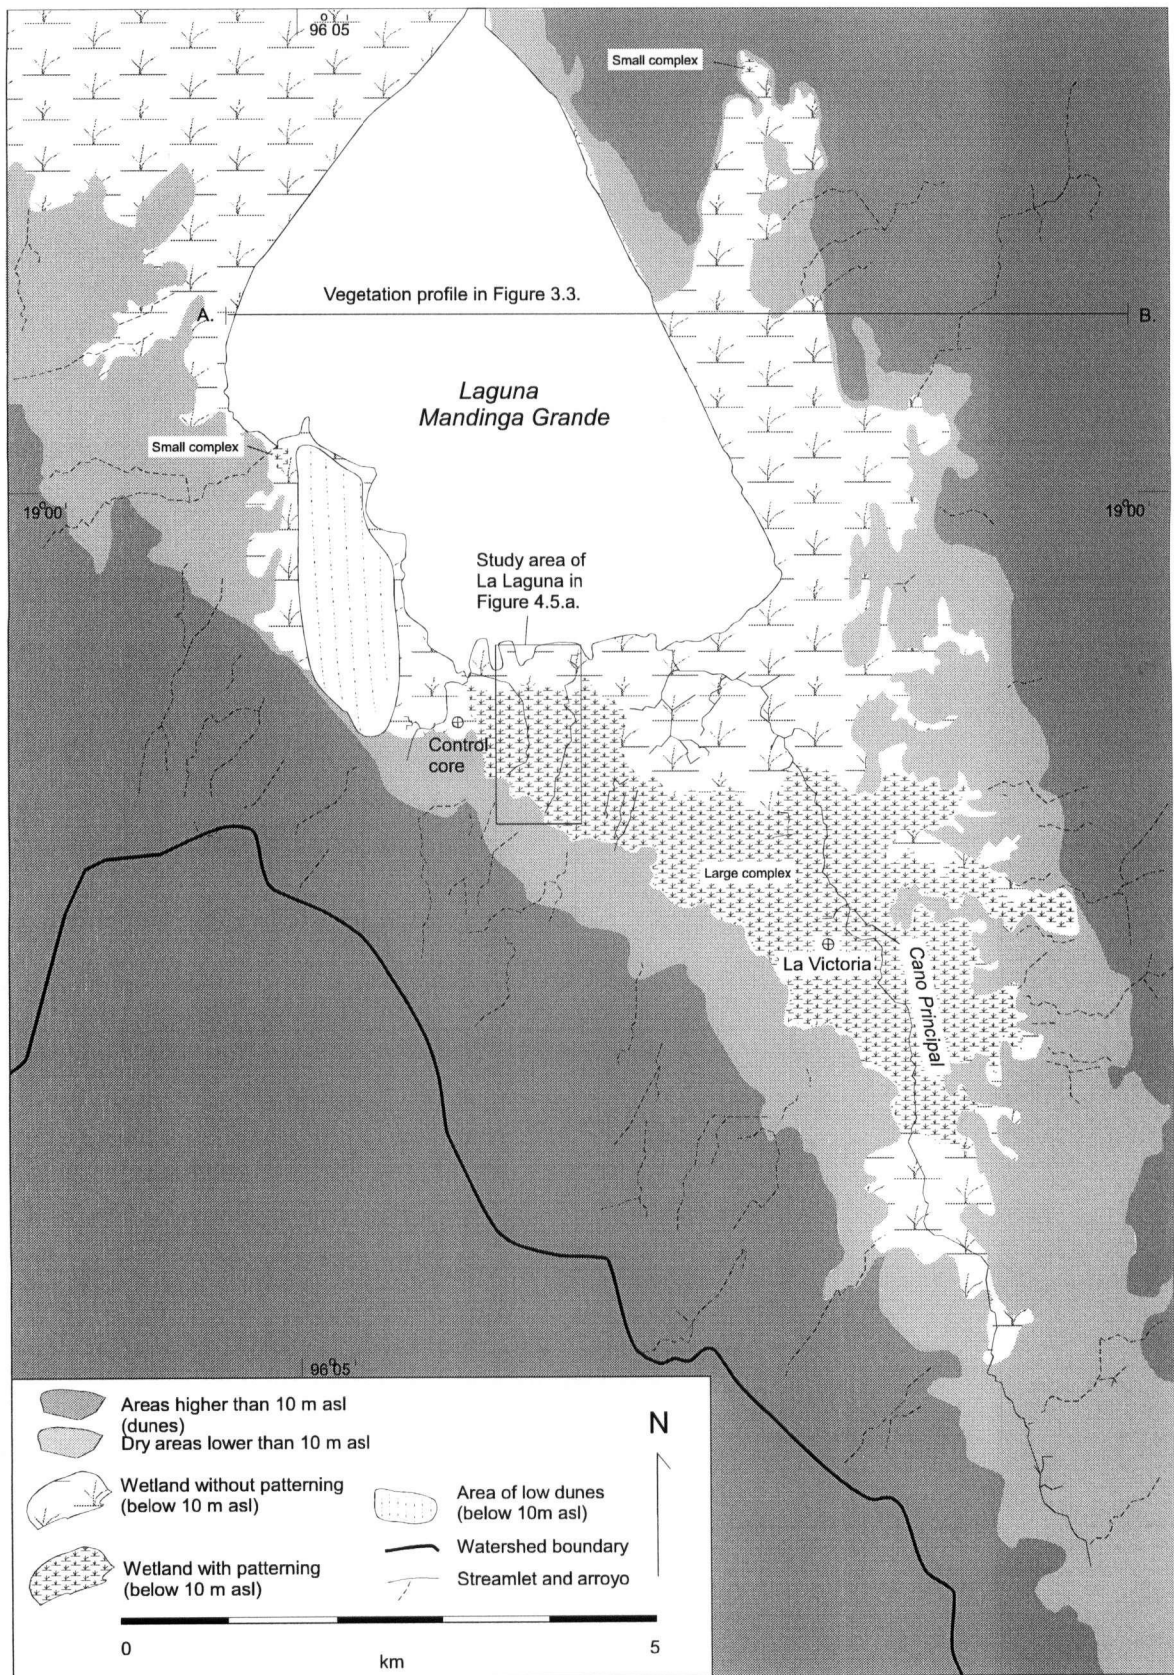 96°05'
Small complex
Vegetation profile in Figure 3.3.
A.
B.
Laguna
Mandinga Grande
Small complex
19°00'
19°00'
Study area of
La Laguna in
Figure 4.5.a.
Control
core
Large complex
La Victoria
Cano Principal
96°05'
Areas higher than 10 m asl
(dunes)
Dry areas lower than 10 m asl
Wetland without patterning
(below 10 m asl)
Wetland with patterning
(below 10 m asl)
N
Area of low dunes
(below 10m asl)
Watershed boundary
Streamlet and arroyo
0
5
km